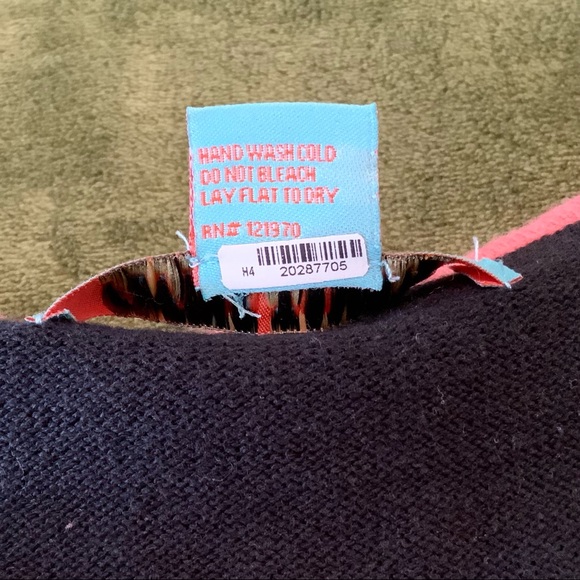 HAND WASH COLD
DO NOT BLEACH
LAY FLAT TO DRY
RN# 121970
H4 20287705